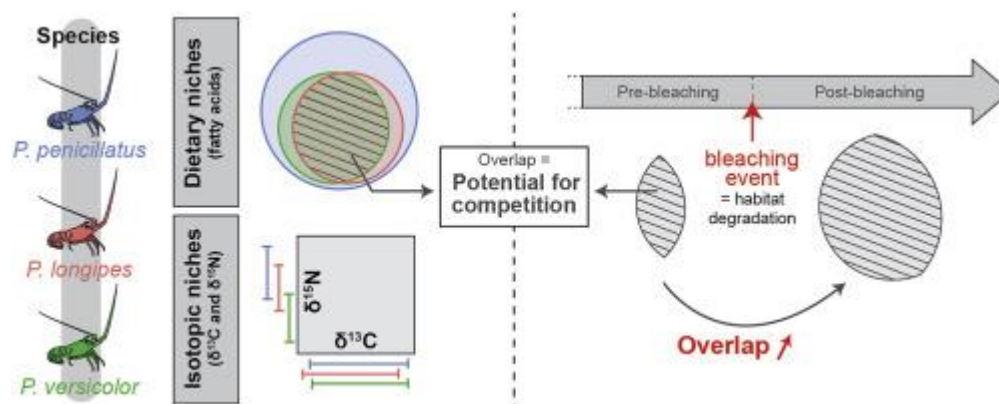 Species
P. penicillatus
P. longipes
P. versicolor
Dietary niches
(fatty acids)
Isotopic niches
(δ¹³C and δ¹⁵N)
δ¹⁵N
δ¹³C
Overlap =
Potential for
competition
Pre-bleaching
Post-bleaching
bleaching
event
= habitat
degradation
Overlap